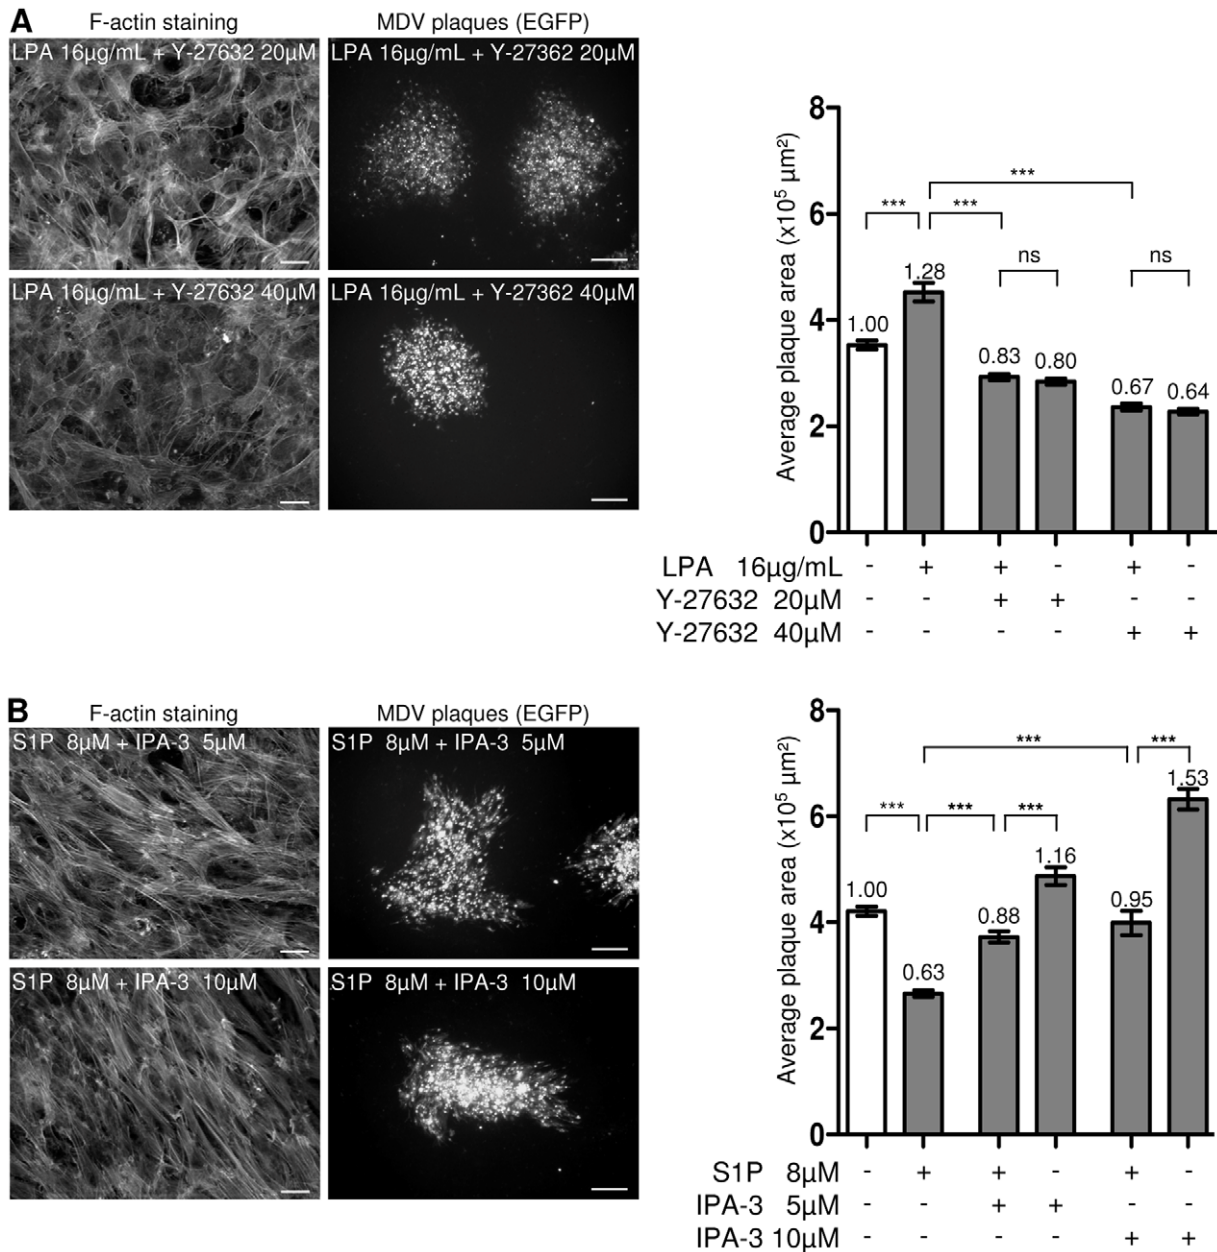 A
F-actin staining
MDV plaques (EGFP)
LPA 16µg/mL + Y-27632 20µM
LPA 16µg/mL + Y-27362 20µM
LPA 16µg/mL + Y-27632 40µM
LPA 16µg/mL + Y-27362 40µM
Average plaque area (x10⁵ µm²)
8
6
4
2
0
***
***
***
ns
ns
1.00
1.28
0.83
0.80
0.67
0.64
LPA 16µg/mL - + + - + -
Y-27632 20µM - - + + - -
Y-27632 40µM - - - - + +
B
F-actin staining
MDV plaques (EGFP)
S1P 8µM + IPA-3 5µM
S1P 8µM + IPA-3 5µM
S1P 8µM + IPA-3 10µM
S1P 8µM + IPA-3 10µM
Average plaque area (x10⁵ µm²)
8
6
4
2
0
***
***
***
***
***
1.00
0.63
0.88
1.16
0.95
1.53
S1P 8µM - + + - + -
IPA-3 5µM - - + + - -
IPA-3 10µM - - - - + +